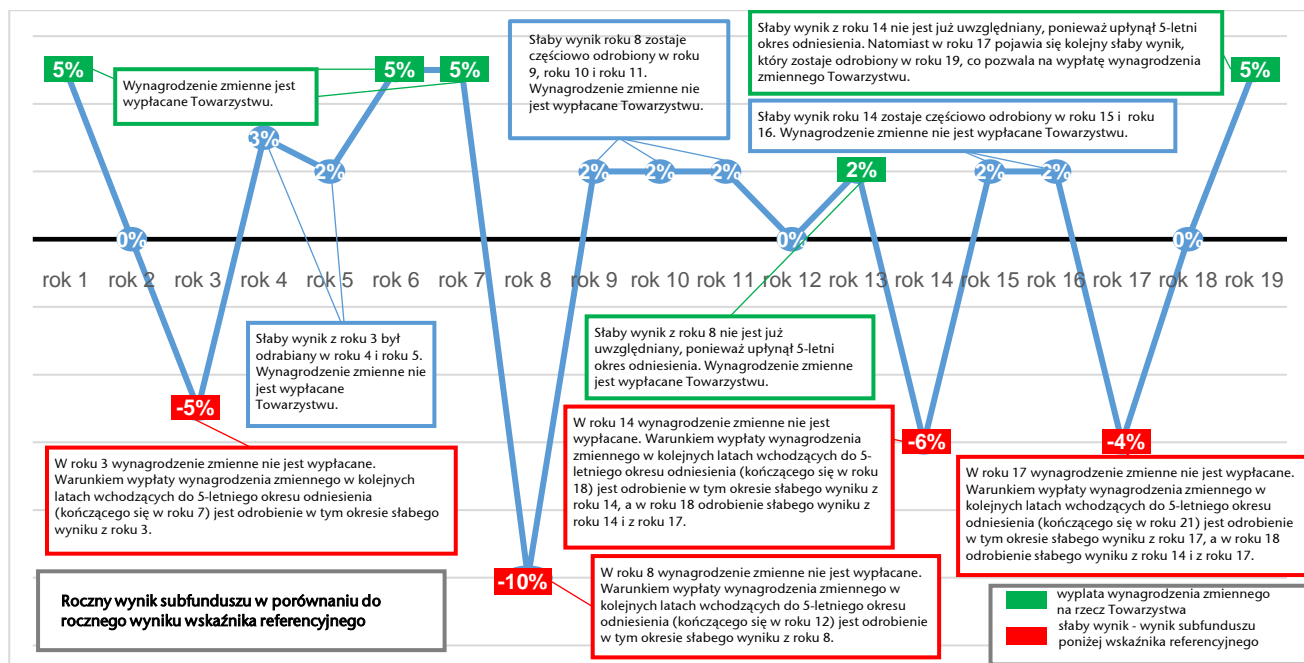 Słaby wynik z roku 14 nie jest już uwzględniany, ponieważ upłynął 5-letni
okres odniesienia. Natomiast w roku 17 pojawia się kolejny słaby wynik,
który zostaje odrobiony w roku 19, co pozwala na wypłatę wynagrodzenia
zmiennego Towarzystwu.
Słaby wynik roku 8 zostaje
częściowo odrobiony w roku
9, roku 10 i roku 11.
Wynagrodzenie zmienne nie
jest wypłacane Towarzystwu.
Wynagrodzenie zmienne jest
wypłacane Towarzystwu.
Słaby wynik roku 14 zostaje częściowo odrobiony w roku 15 i roku
16. Wynagrodzenie zmienne nie jest wypłacane Towarzystwu.
5%
0%
-5%
3%
2%
5%
5%
-10%
2%
2%
2%
0%
2%
-6%
2%
2%
-4%
0%
5%
rok 1
rok 2
rok 3
rok 4
rok 5
rok 6
rok 7
rok 8
rok 9
rok 10
rok 11
rok 12
rok 13
rok 14
rok 15
rok 16
rok 17
rok 18
rok 19
Słaby wynik z roku 3 był
odrabiany w roku 4 i roku 5.
Wynagrodzenie zmienne nie
jest wypłacane
Towarzystwu.
Słaby wynik z roku 8 nie jest już
uwzględniany, ponieważ upłynął 5-letni
okres odniesienia. Wynagrodzenie zmienne
jest wypłacane Towarzystwu.
W roku 3 wynagrodzenie zmienne nie jest wypłacane.
Warunkiem wypłaty wynagrodzenia zmiennego w kolejnych
latach wchodzących do 5-letniego okresu odniesienia
(kończącego się w roku 7) jest odrobienie w tym okresie słabego
wyniku z roku 3.
W roku 14 wynagrodzenie zmienne nie jest
wypłacane. Warunkiem wypłaty wynagrodzenia
zmiennego w kolejnych latach wchodzących do 5-
letniego okresu odniesienia (kończącego się w roku
18) jest odrobienie w tym okresie słabego wyniku z
roku 14, a w roku 18 odrobienie słabego wyniku z
roku 14 i z roku 17.
W roku 17 wynagrodzenie zmienne nie jest wypłacane.
Warunkiem wypłaty wynagrodzenia zmiennego w
kolejnych latach wchodzących do 5-letniego okresu
odniesienia (kończącego się w roku 21) jest odrobienie
w tym okresie słabego wyniku z roku 17, a w roku 18
odrobienie słabego wyniku z roku 14 i z roku 17.
W roku 8 wynagrodzenie zmienne nie jest wypłacane.
Warunkiem wypłaty wynagrodzenia zmiennego
w kolejnych latach wchodzących do 5-letniego okresu
odniesienia (kończącego się w roku 12) jest odrobienie
w tym okresie słabego wyniku z roku 8.
Roczny wynik subfunduszu w porównaniu do
rocznego wyniku wskaźnika referencyjnego
wyplata wynagrodzenia zmiennego
na rzecz Towarzystwa
słaby wynik - wynik subfunduszu
poniżej wskaźnika referencyjnego